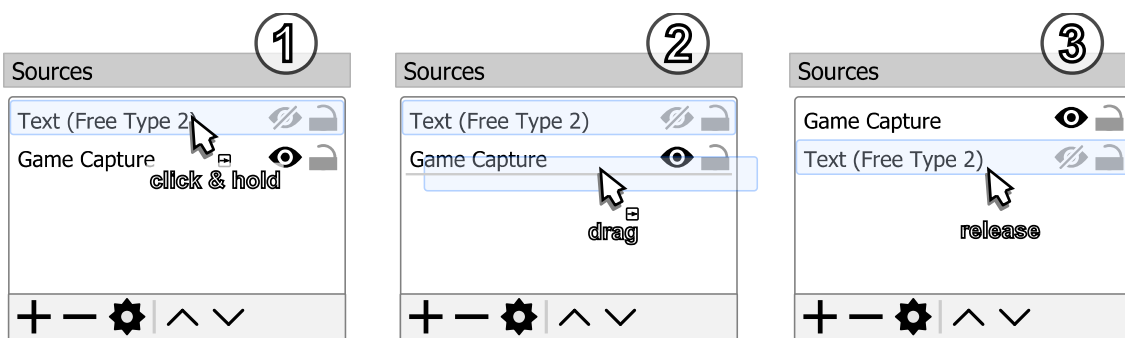 1
Sources
Text (Free Type 2)
Game Capture
click & hold
2
Sources
Text (Free Type 2)
Game Capture
drag
3
Sources
Game Capture
Text (Free Type 2)
release